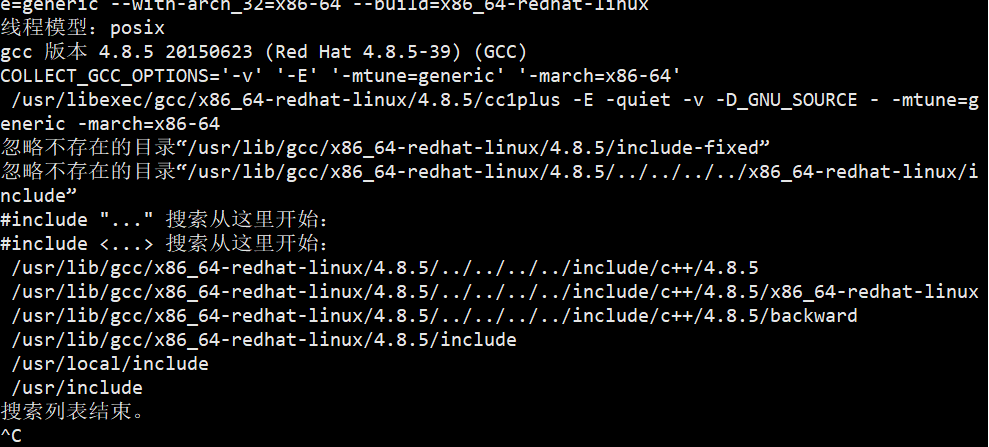 e=generic --with-arch_32=x86-64 --build=x86_64-redhat-linux
线程模型：posix
gcc 版本 4.8.5 20150623 (Red Hat 4.8.5-39) (GCC)
COLLECT_GCC_OPTIONS='-v' '-E' '-mtune=generic' '-march=x86-64'
 /usr/libexec/gcc/x86_64-redhat-linux/4.8.5/cc1plus -E -quiet -v -D_GNU_SOURCE - -mtune=g
eneric -march=x86-64
忽略不存在的目录“/usr/lib/gcc/x86_64-redhat-linux/4.8.5/include-fixed”
忽略不存在的目录“/usr/lib/gcc/x86_64-redhat-linux/4.8.5/../../../../x86_64-redhat-linux/i
nclude”
#include "..." 搜索从这里开始：
#include <...> 搜索从这里开始：
 /usr/lib/gcc/x86_64-redhat-linux/4.8.5/../../../../include/c++/4.8.5
 /usr/lib/gcc/x86_64-redhat-linux/4.8.5/../../../../include/c++/4.8.5/x86_64-redhat-linux
 /usr/lib/gcc/x86_64-redhat-linux/4.8.5/../../../../include/c++/4.8.5/backward
 /usr/lib/gcc/x86_64-redhat-linux/4.8.5/include
 /usr/local/include
 /usr/include
搜索列表结束。
^C